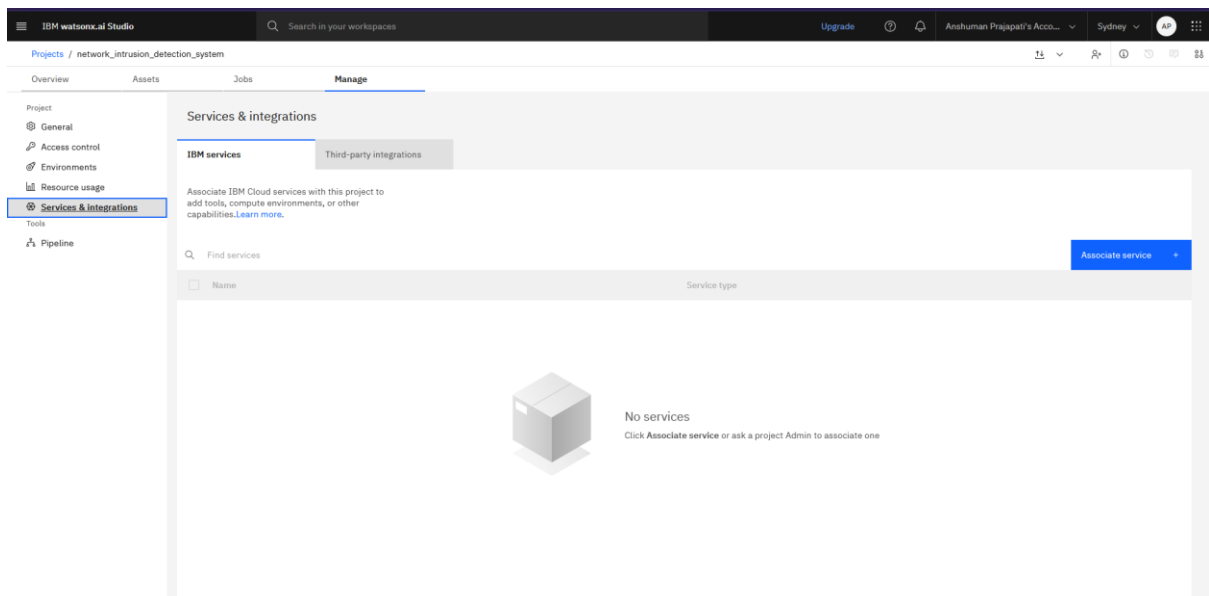 IBM watsonx.ai Studio
Search in your workspaces
Upgrade
Anshuman Prajapati's Acco...
Sydney
AP
Projects / network_intrusion_detection_system
Overview
Assets
Jobs
Manage
Project
General
Access control
Environments
Resource usage
Services & integrations
Tools
Pipeline
Services & integrations
IBM services
Third-party integrations
Associate IBM Cloud services with this project to
add tools, compute environments, or other
capabilities.Learn more.
Find services
Associate service +
Name
Service type
No services
Click Associate service or ask a project Admin to associate one